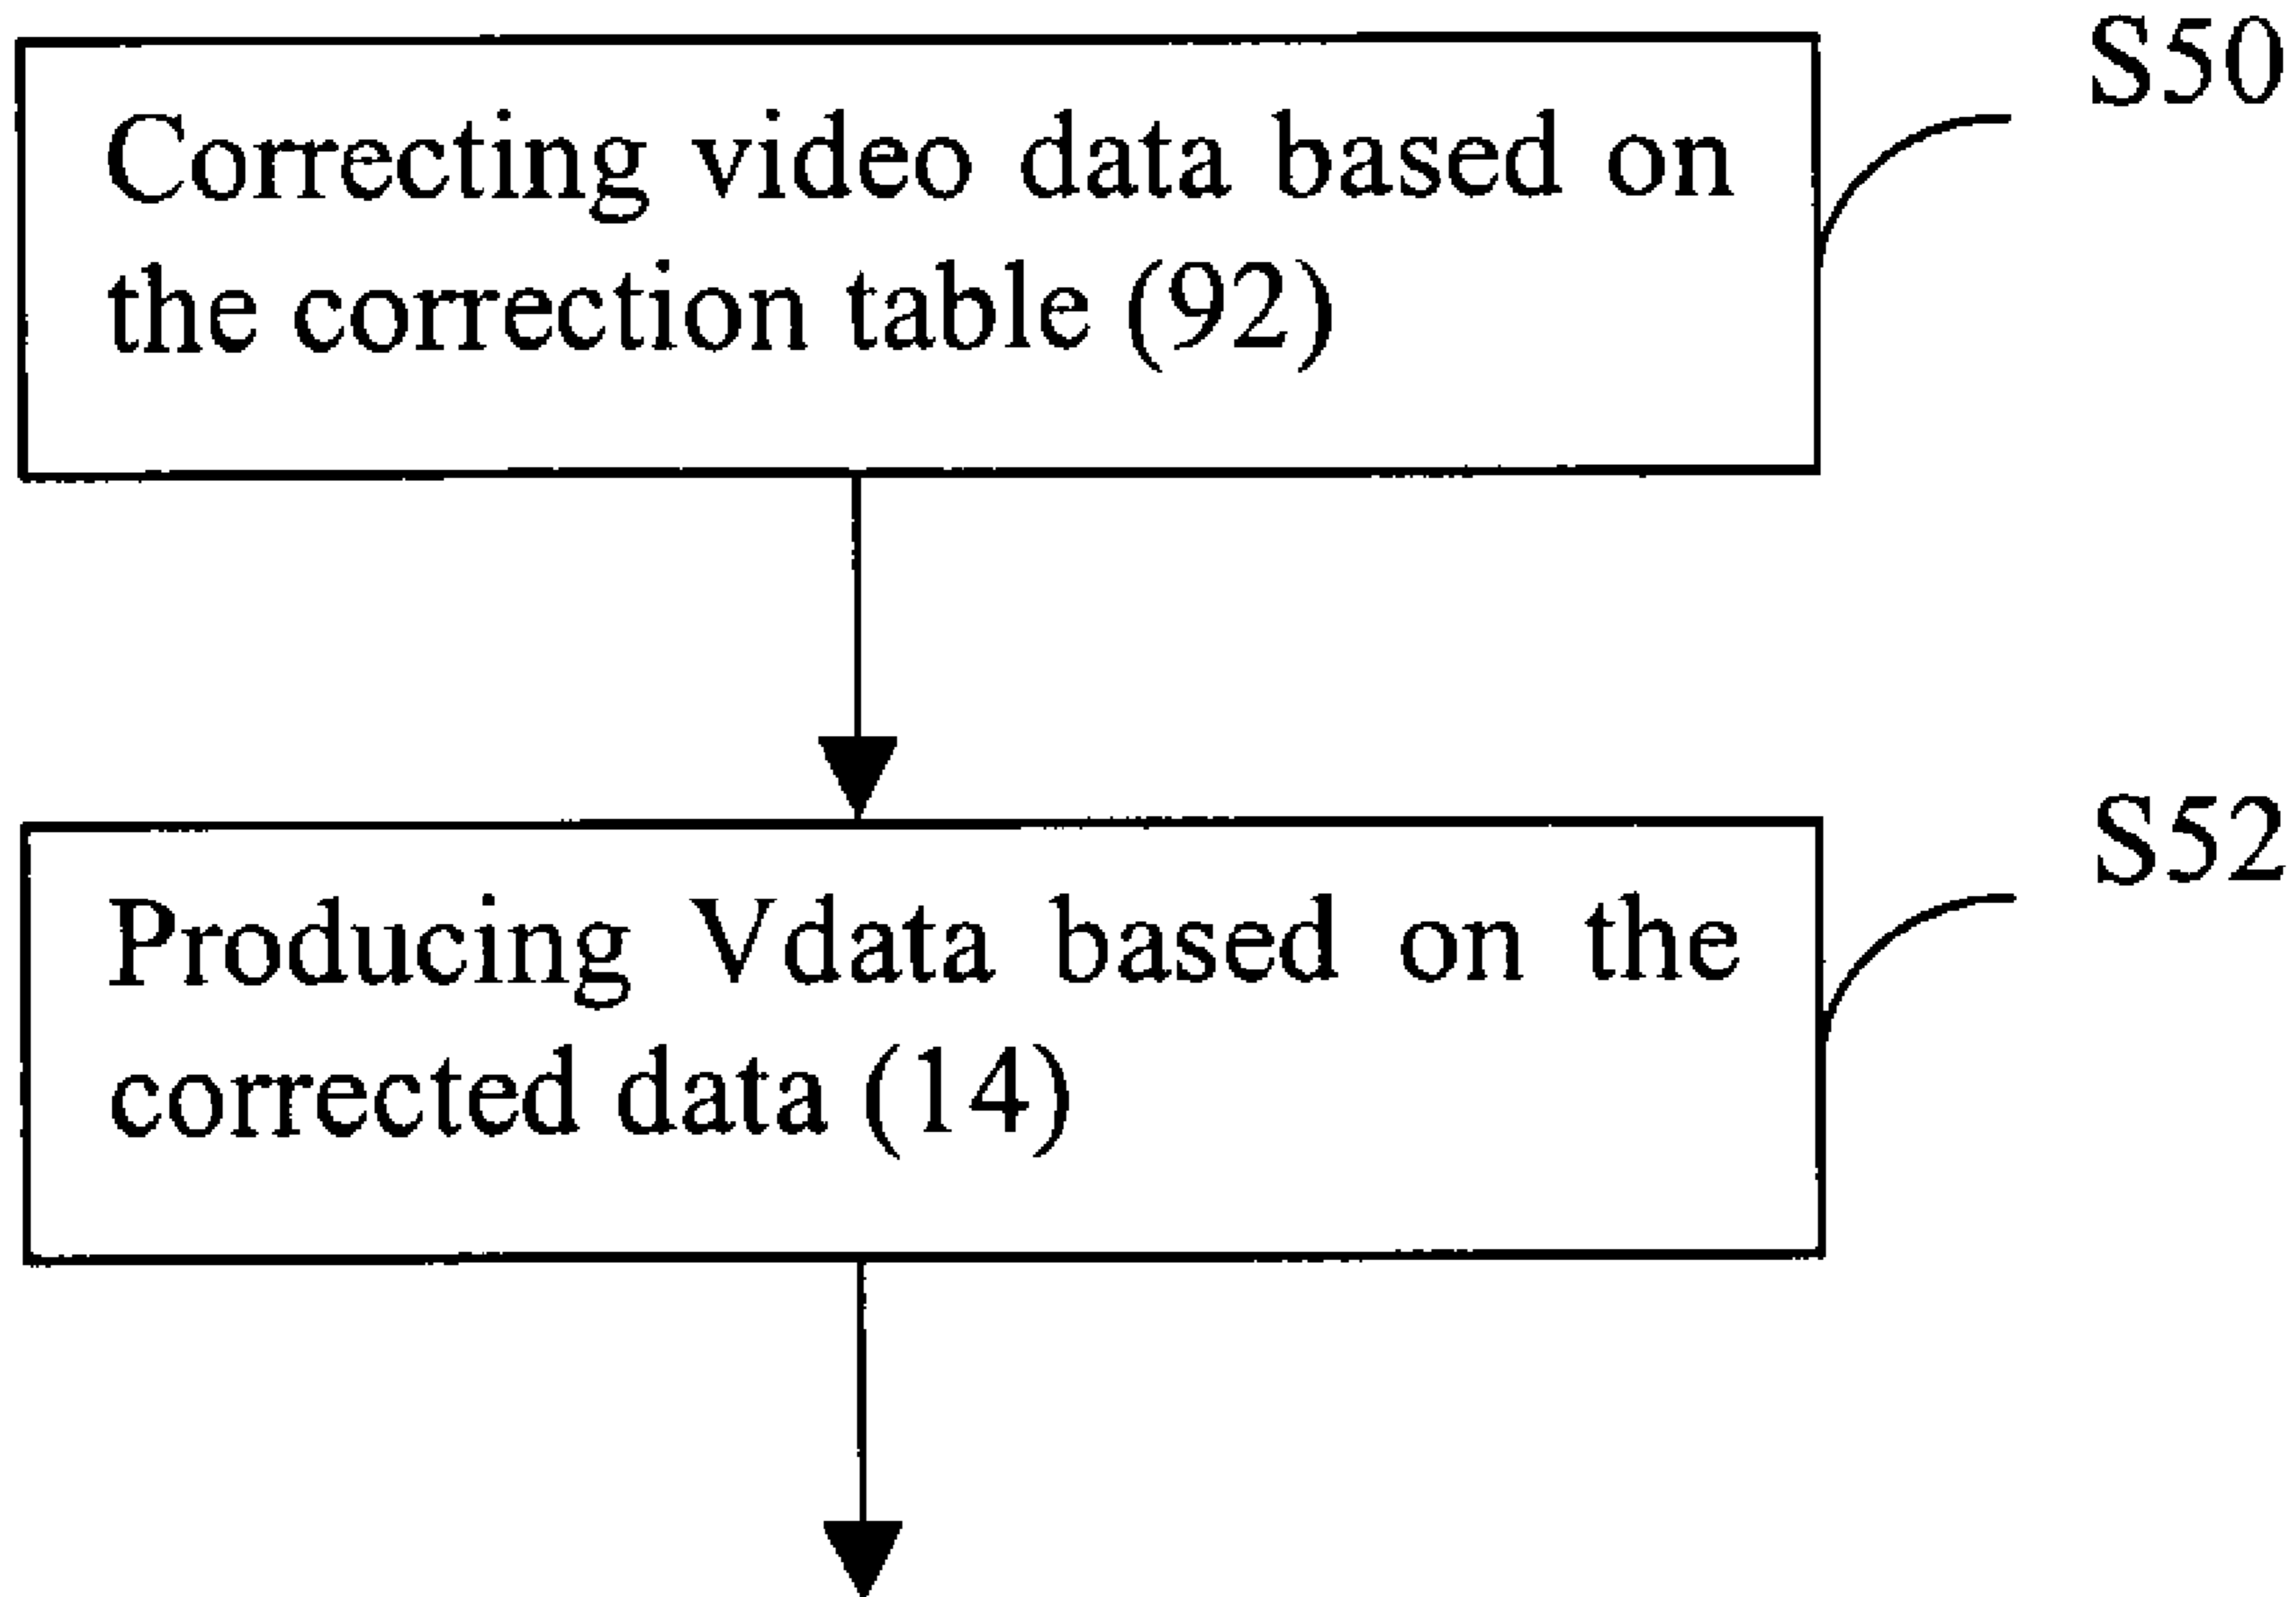 S50
Correcting video data based on
the correction table (92)
S52
Producing Vdata based on the
corrected data (14)